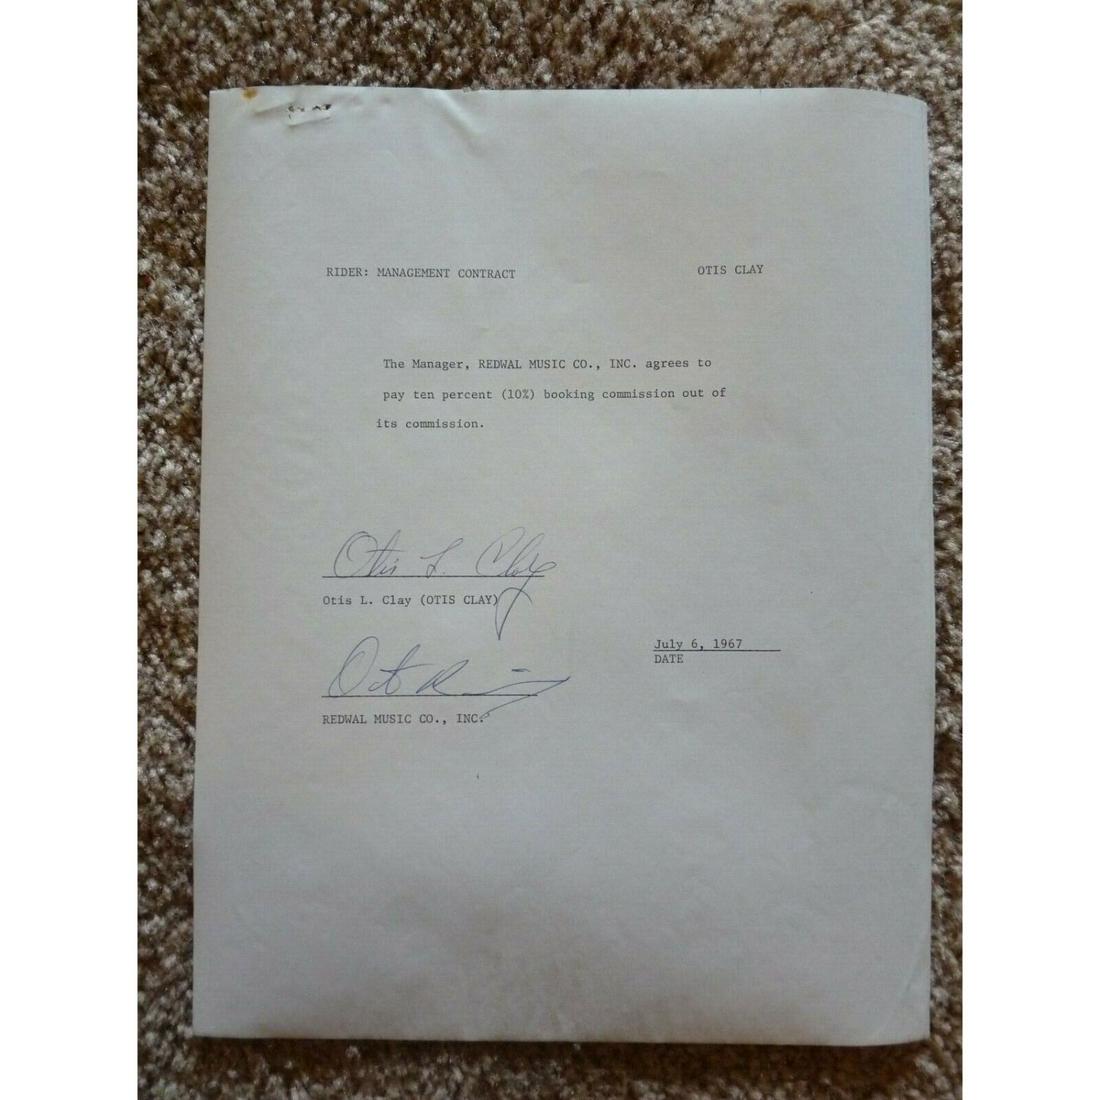 RIDER: MANAGEMENT CONTRACT OTIS CLAY
The Manager, REDWAL MUSIC CO., INC. agrees to
pay ten percent (10%) booking commission out of
its commission.
Otis L. Clay
Otis L. Clay (OTIS CLAY)
July 6, 1967
DATE
REDWAL MUSIC CO., INC.